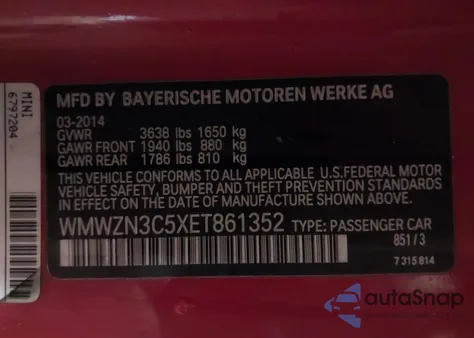 MINI
6797204
MFD BY BAYERISCHE MOTOREN WERKE AG
03-2014
GVWR 3638 lbs 1650 kg
GAWR FRONT 1940 lbs 880 kg
GAWR REAR 1786 lbs 810 kg
THIS VEHICLE CONFORMS TO ALL APPLICABLE U.S.FEDERAL MOTOR
VEHICLE SAFETY, BUMPER AND THEFT PREVENTION STANDARDS
IN EFFECT ON THE DATE OF MANUFACTURE SHOWN ABOVE.
WMWZN3C5XET861352 TYPE: PASSENGER CAR
851 / 3
7 315 814
autoSnap